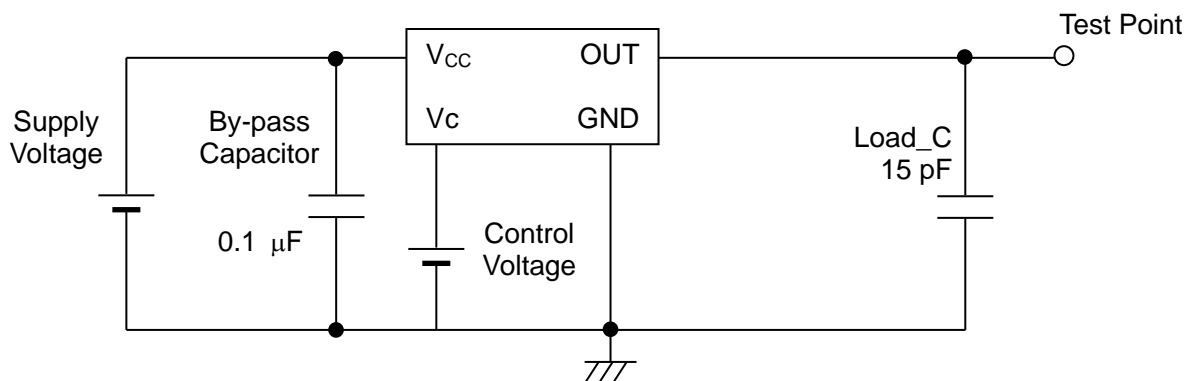 Test Point
V_CC OUT
Vc GND
Supply
Voltage
By-pass
Capacitor
0.1 μF
Control
Voltage
Load_C
15 pF